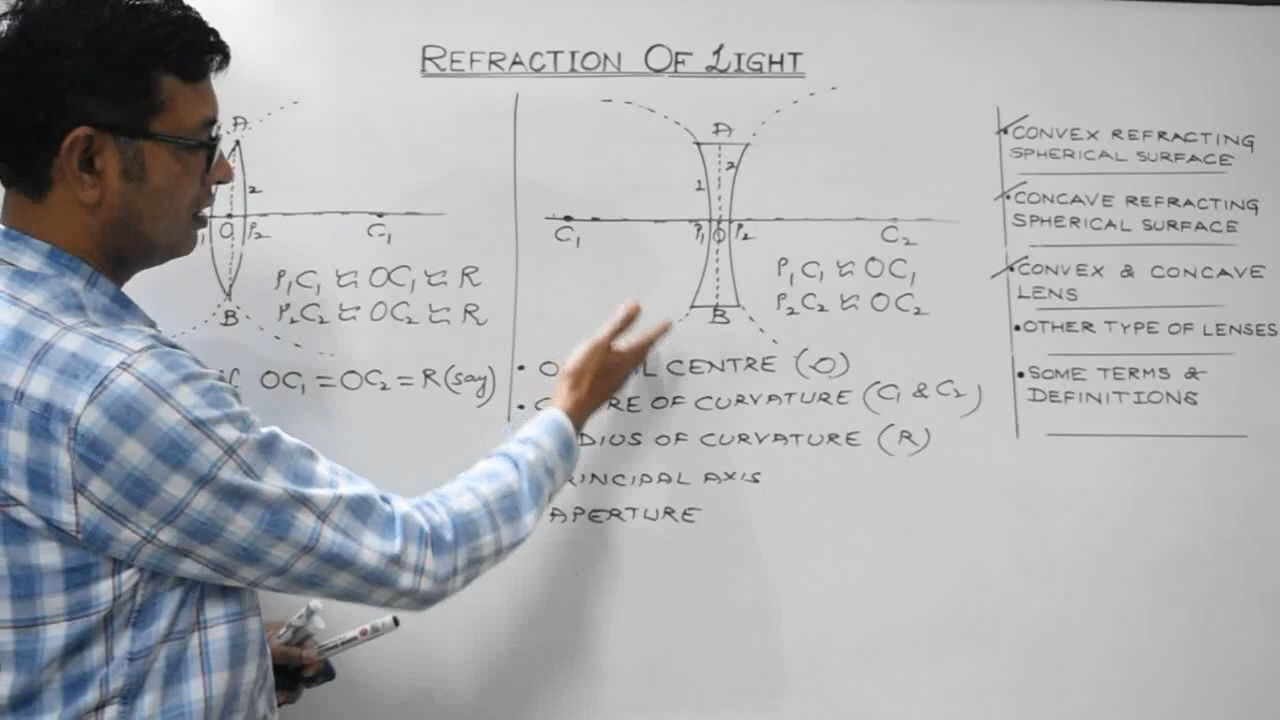 REFRACTION OF LIGHT
A
2
O P2 C1
B
P1C1 ≈ OC1 ≈ R
P2C2 ≈ OC2 ≈ R
OC1 = OC2 = R (say)
A
1 2
C1 P1 O P2 C2
B
P1C1 ≈ OC1
P2C2 ≈ OC2
CENTRE (O)
OF CURVATURE (C1 & C2)
OF CURVATURE (R)
AXIS
APERTURE
CONVEX REFRACTING
SPHERICAL SURFACE
CONCAVE REFRACTING
SPHERICAL SURFACE
CONVEX & CONCAVE
LENS
• OTHER TYPE OF LENSES
• SOME TERMS &
DEFINITIONS